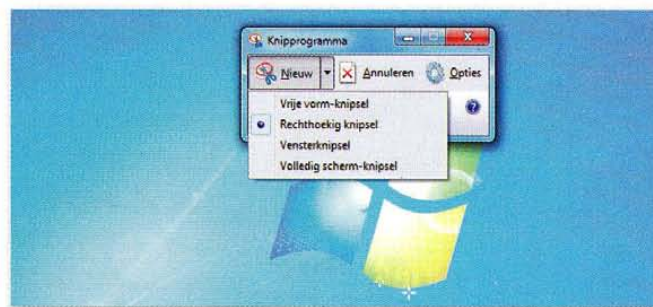 Knipprogramma
Nieuw Annuleren Opties
Vrije vorm-knipsel
Rechthoekig knipsel
Vensterknipsel
Volledig scherm-knipsel